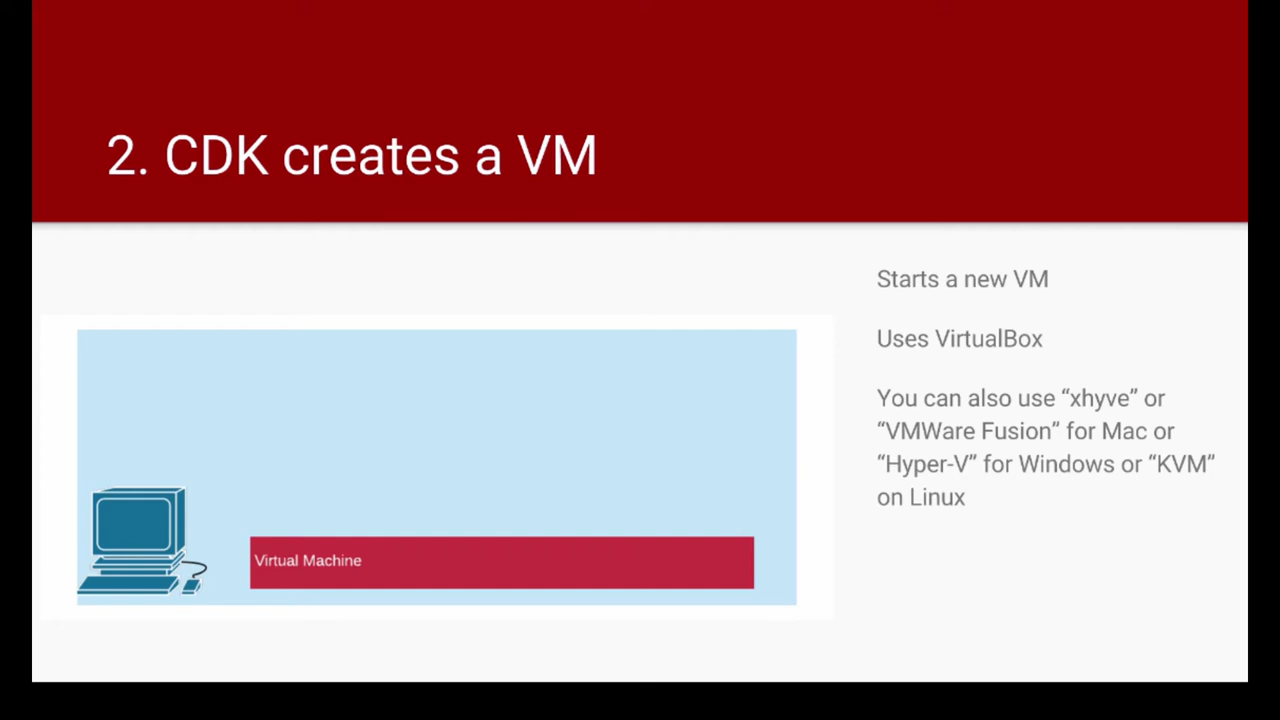 2. CDK creates a VM
Starts a new VM
Uses VirtualBox
You can also use “xhyve” or
“VMWare Fusion” for Mac or
“Hyper-V” for Windows or “KVM”
on Linux
Virtual Machine